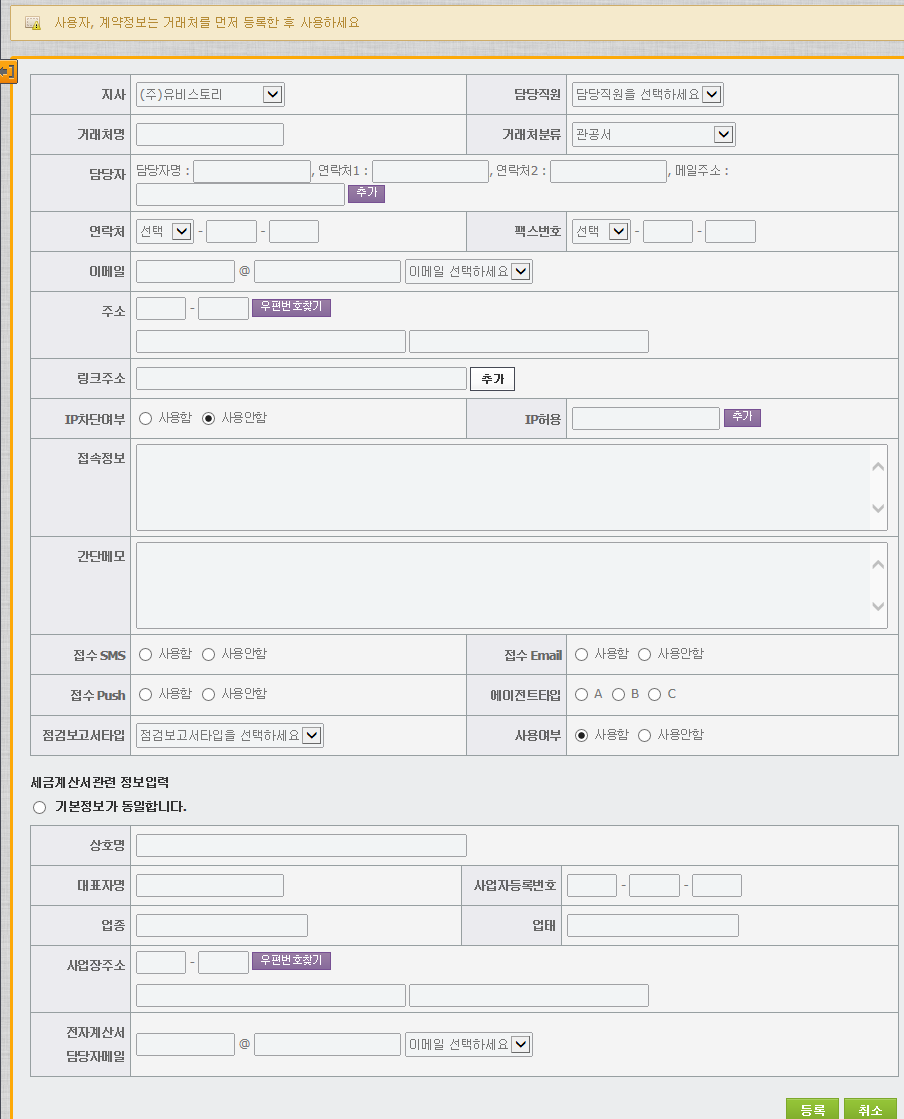 사용자, 계약정보는 거래처를 먼저 등록한 후 사용하세요
지사 (주)유비스토리 담당직원 담당직원을 선택하세요
거래처명 거래처분류 관공서
담당자 담당자명 : , 연락처1 : , 연락처2 : , 메일주소 :
추가
연락처 선택 - - 팩스번호 선택 - -
이메일 @ 이메일 선택하세요
주소 - 우편번호찾기
링크주소 추가
IP차단여부 사용함 사용안함 IP허용 추가
접속정보
간단메모
접수 SMS 사용함 사용안함 접수 Email 사용함 사용안함
접수 Push 사용함 사용안함 에이전트타입 A B C
점검보고서타입 점검보고서타입을 선택하세요 사용여부 사용함 사용안함
세금계산서관련 정보입력
기본정보가 동일합니다.
상호명
대표자명 사업자등록번호 - -
업종 업태
사업장주소 - 우편번호찾기
전자계산서
담당자메일 @ 이메일 선택하세요
등록 취소